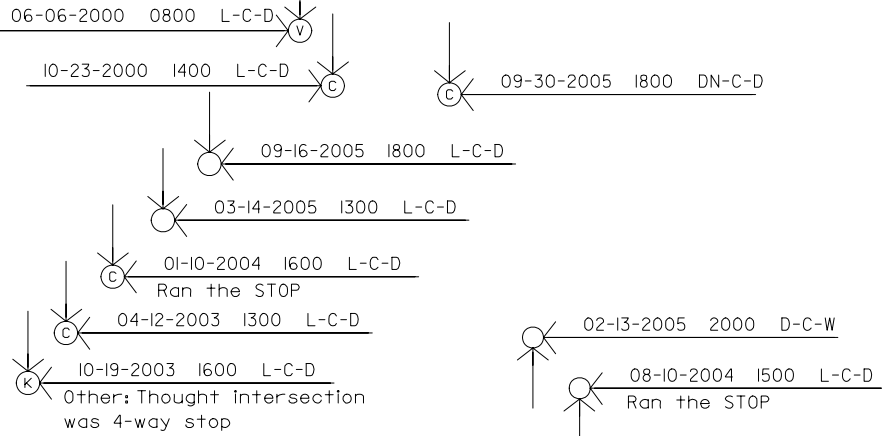 06-06-2000 0800 L-C-D
V
10-23-2000 1400 L-C-D
C
C
09-30-2005 1800 DN-C-D
09-16-2005 1800 L-C-D
03-14-2005 1300 L-C-D
C
01-10-2004 1600 L-C-D
Ran the STOP
C
04-12-2003 1300 L-C-D
02-13-2005 2000 D-C-W
K
10-19-2003 1600 L-C-D
Other: Thought intersection
was 4-way stop
08-10-2004 1500 L-C-D
Ran the STOP